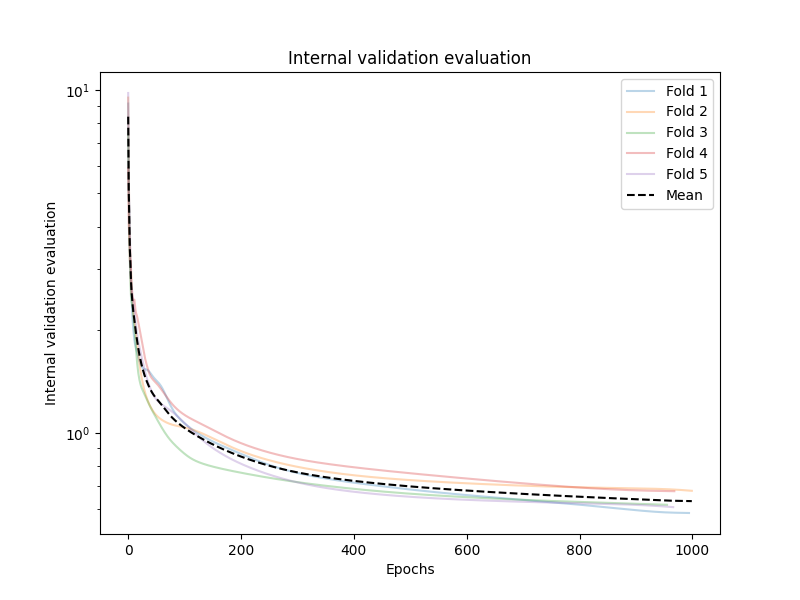 Internal validation evaluation
Internal validation evaluation
10¹
10⁰
Fold 1
Fold 2
Fold 3
Fold 4
Fold 5
Mean
0 200 400 600 800 1000
Epochs